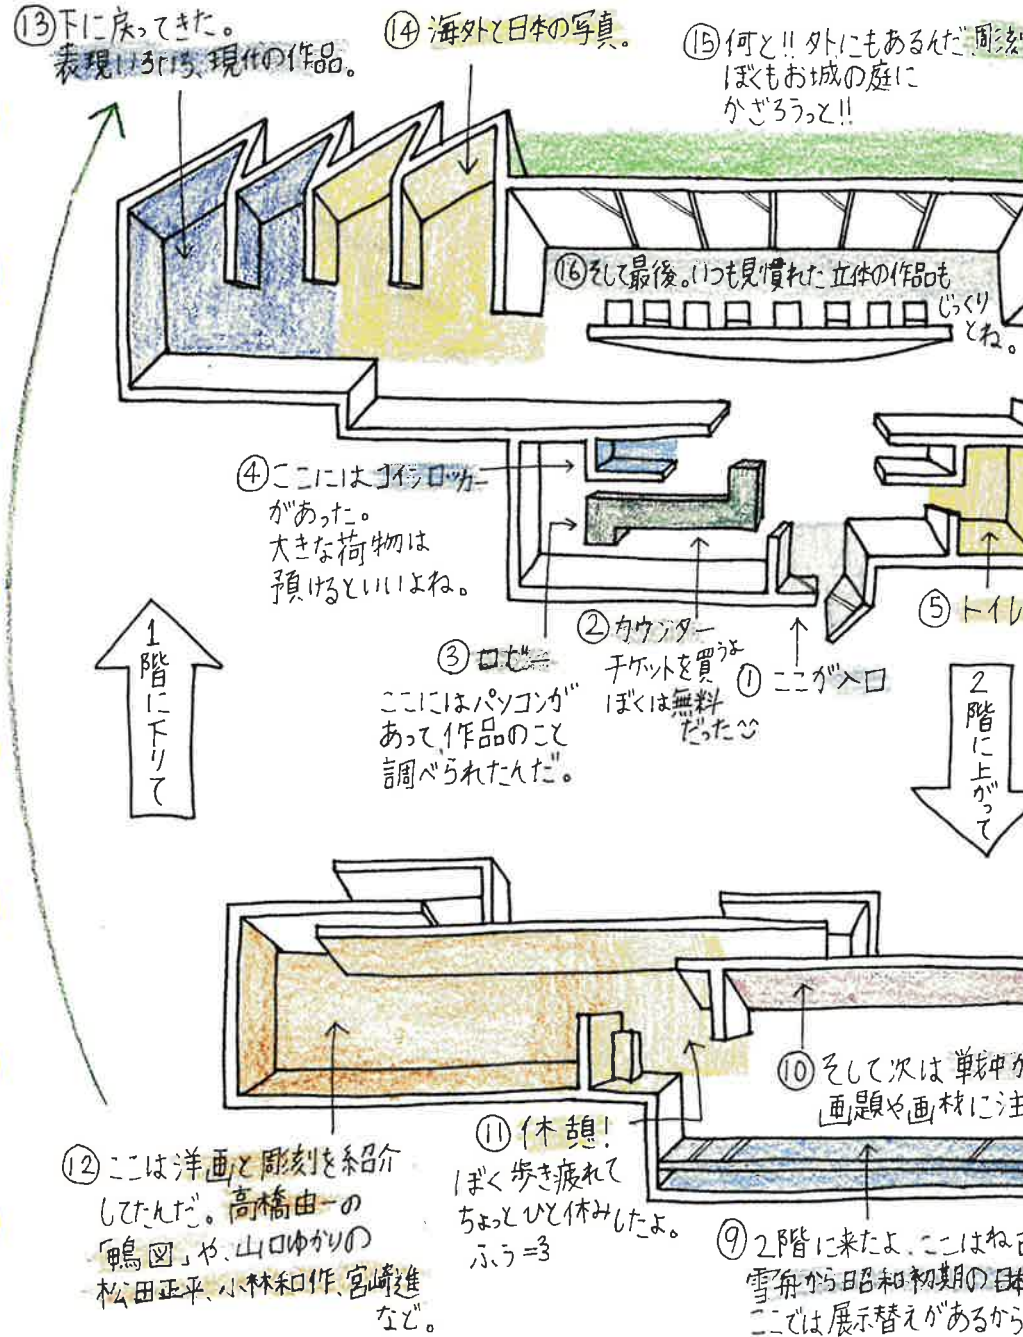 ⑬下に戻ってきた。
表現いろいろ、現代の作品。
⑭海外と日本の写真。
⑮何と!!外にもあるんだ彫刻
ぼくもお城の庭に
かざろうっと!!
⑯そして最後。いつも見慣れた立体の作品も
じっくり
とね。
④ここにはコインロッカー
があった。
大きな荷物は
預けるといいよね。
③ロビー
ここにはパソコンが
あって、作品のこと
調べられたんだ。
②カウンター
チケットを買うよ
ぼくは無料
だった
①ここが入口
⑤トイレ
1階に下りて
2階に上がって
⑩そして次は戦中か
画題や画材に注
⑪休憩!
ぼく歩き疲れて
ちょっとひと休みしたよ。
ふぅ=3
⑫ここは洋画と彫刻を紹介
してたんだ。高橋由一の
「鴨図」や、山口ゆかりの
松田正平、小林和作、宮崎進
など。
⑨2階に来たよ、ここはね
雪舟から昭和初期の日本
ここでは展示替えがあるから